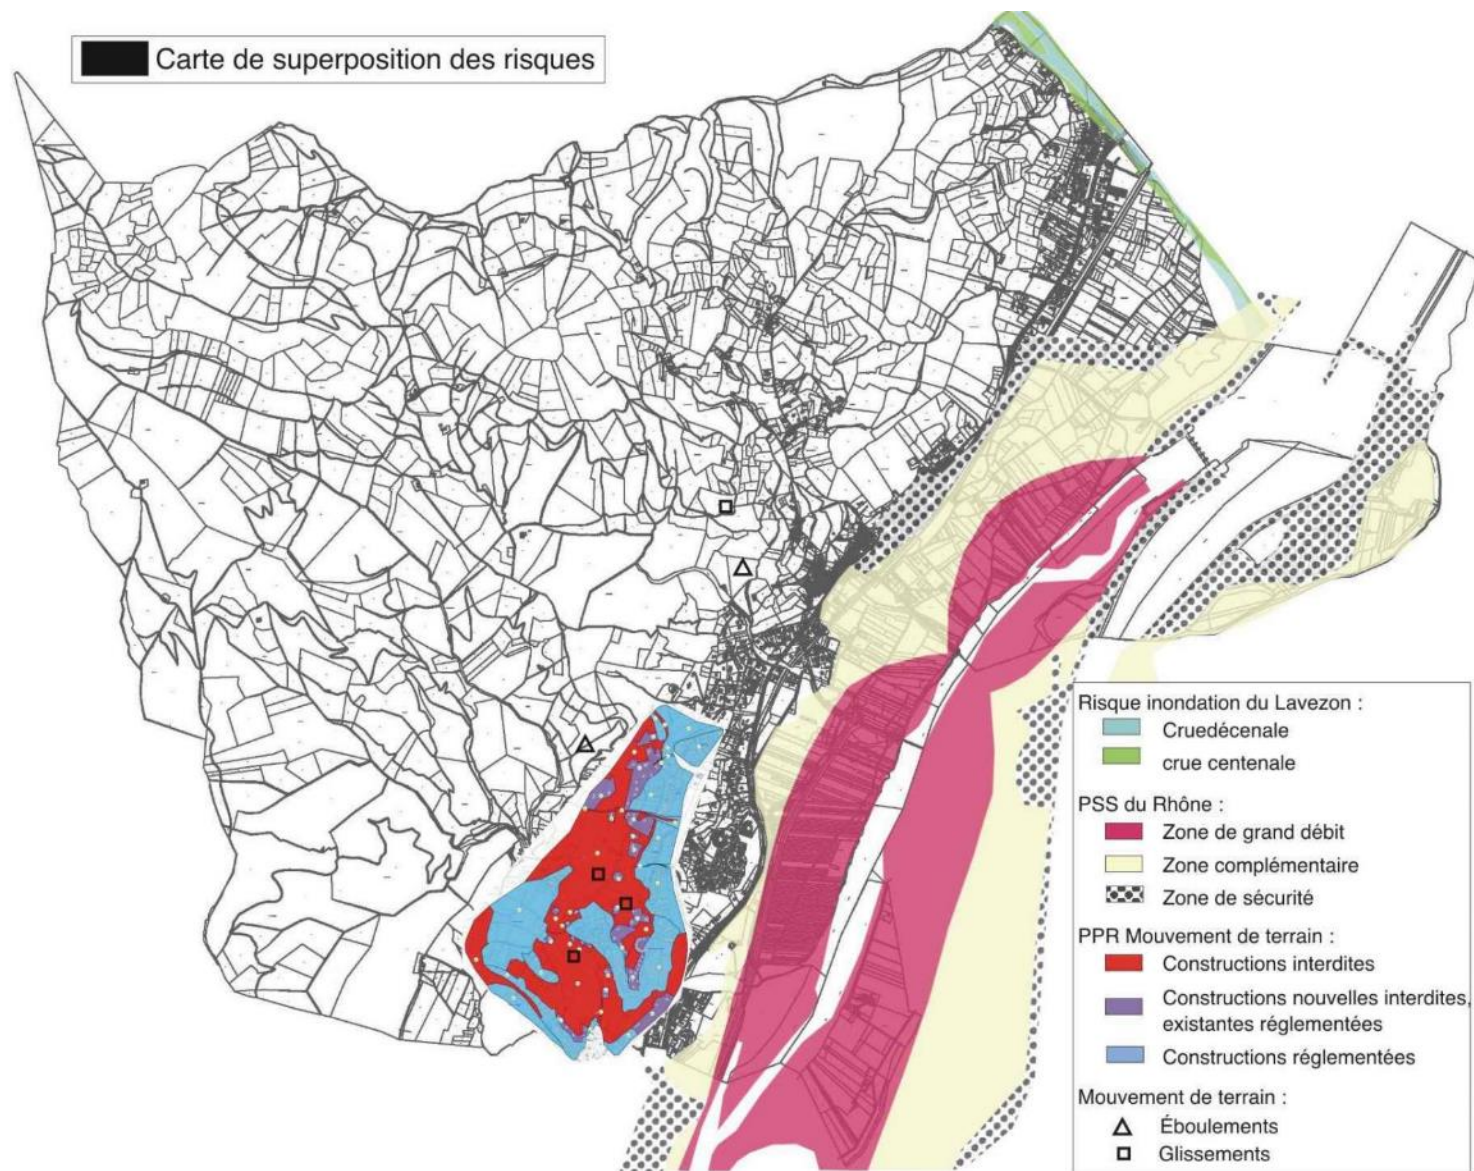 Carte de superposition des risques
Risque inondation du Lavezon :
Cruedécenale
crue centenale
PSS du Rhône :
Zone de grand débit
Zone complémentaire
Zone de sécurité
PPR Mouvement de terrain :
Constructions interdites
Constructions nouvelles interdites,
existantes réglementées
Constructions réglementées
Mouvement de terrain :
Éboulements
Glissements